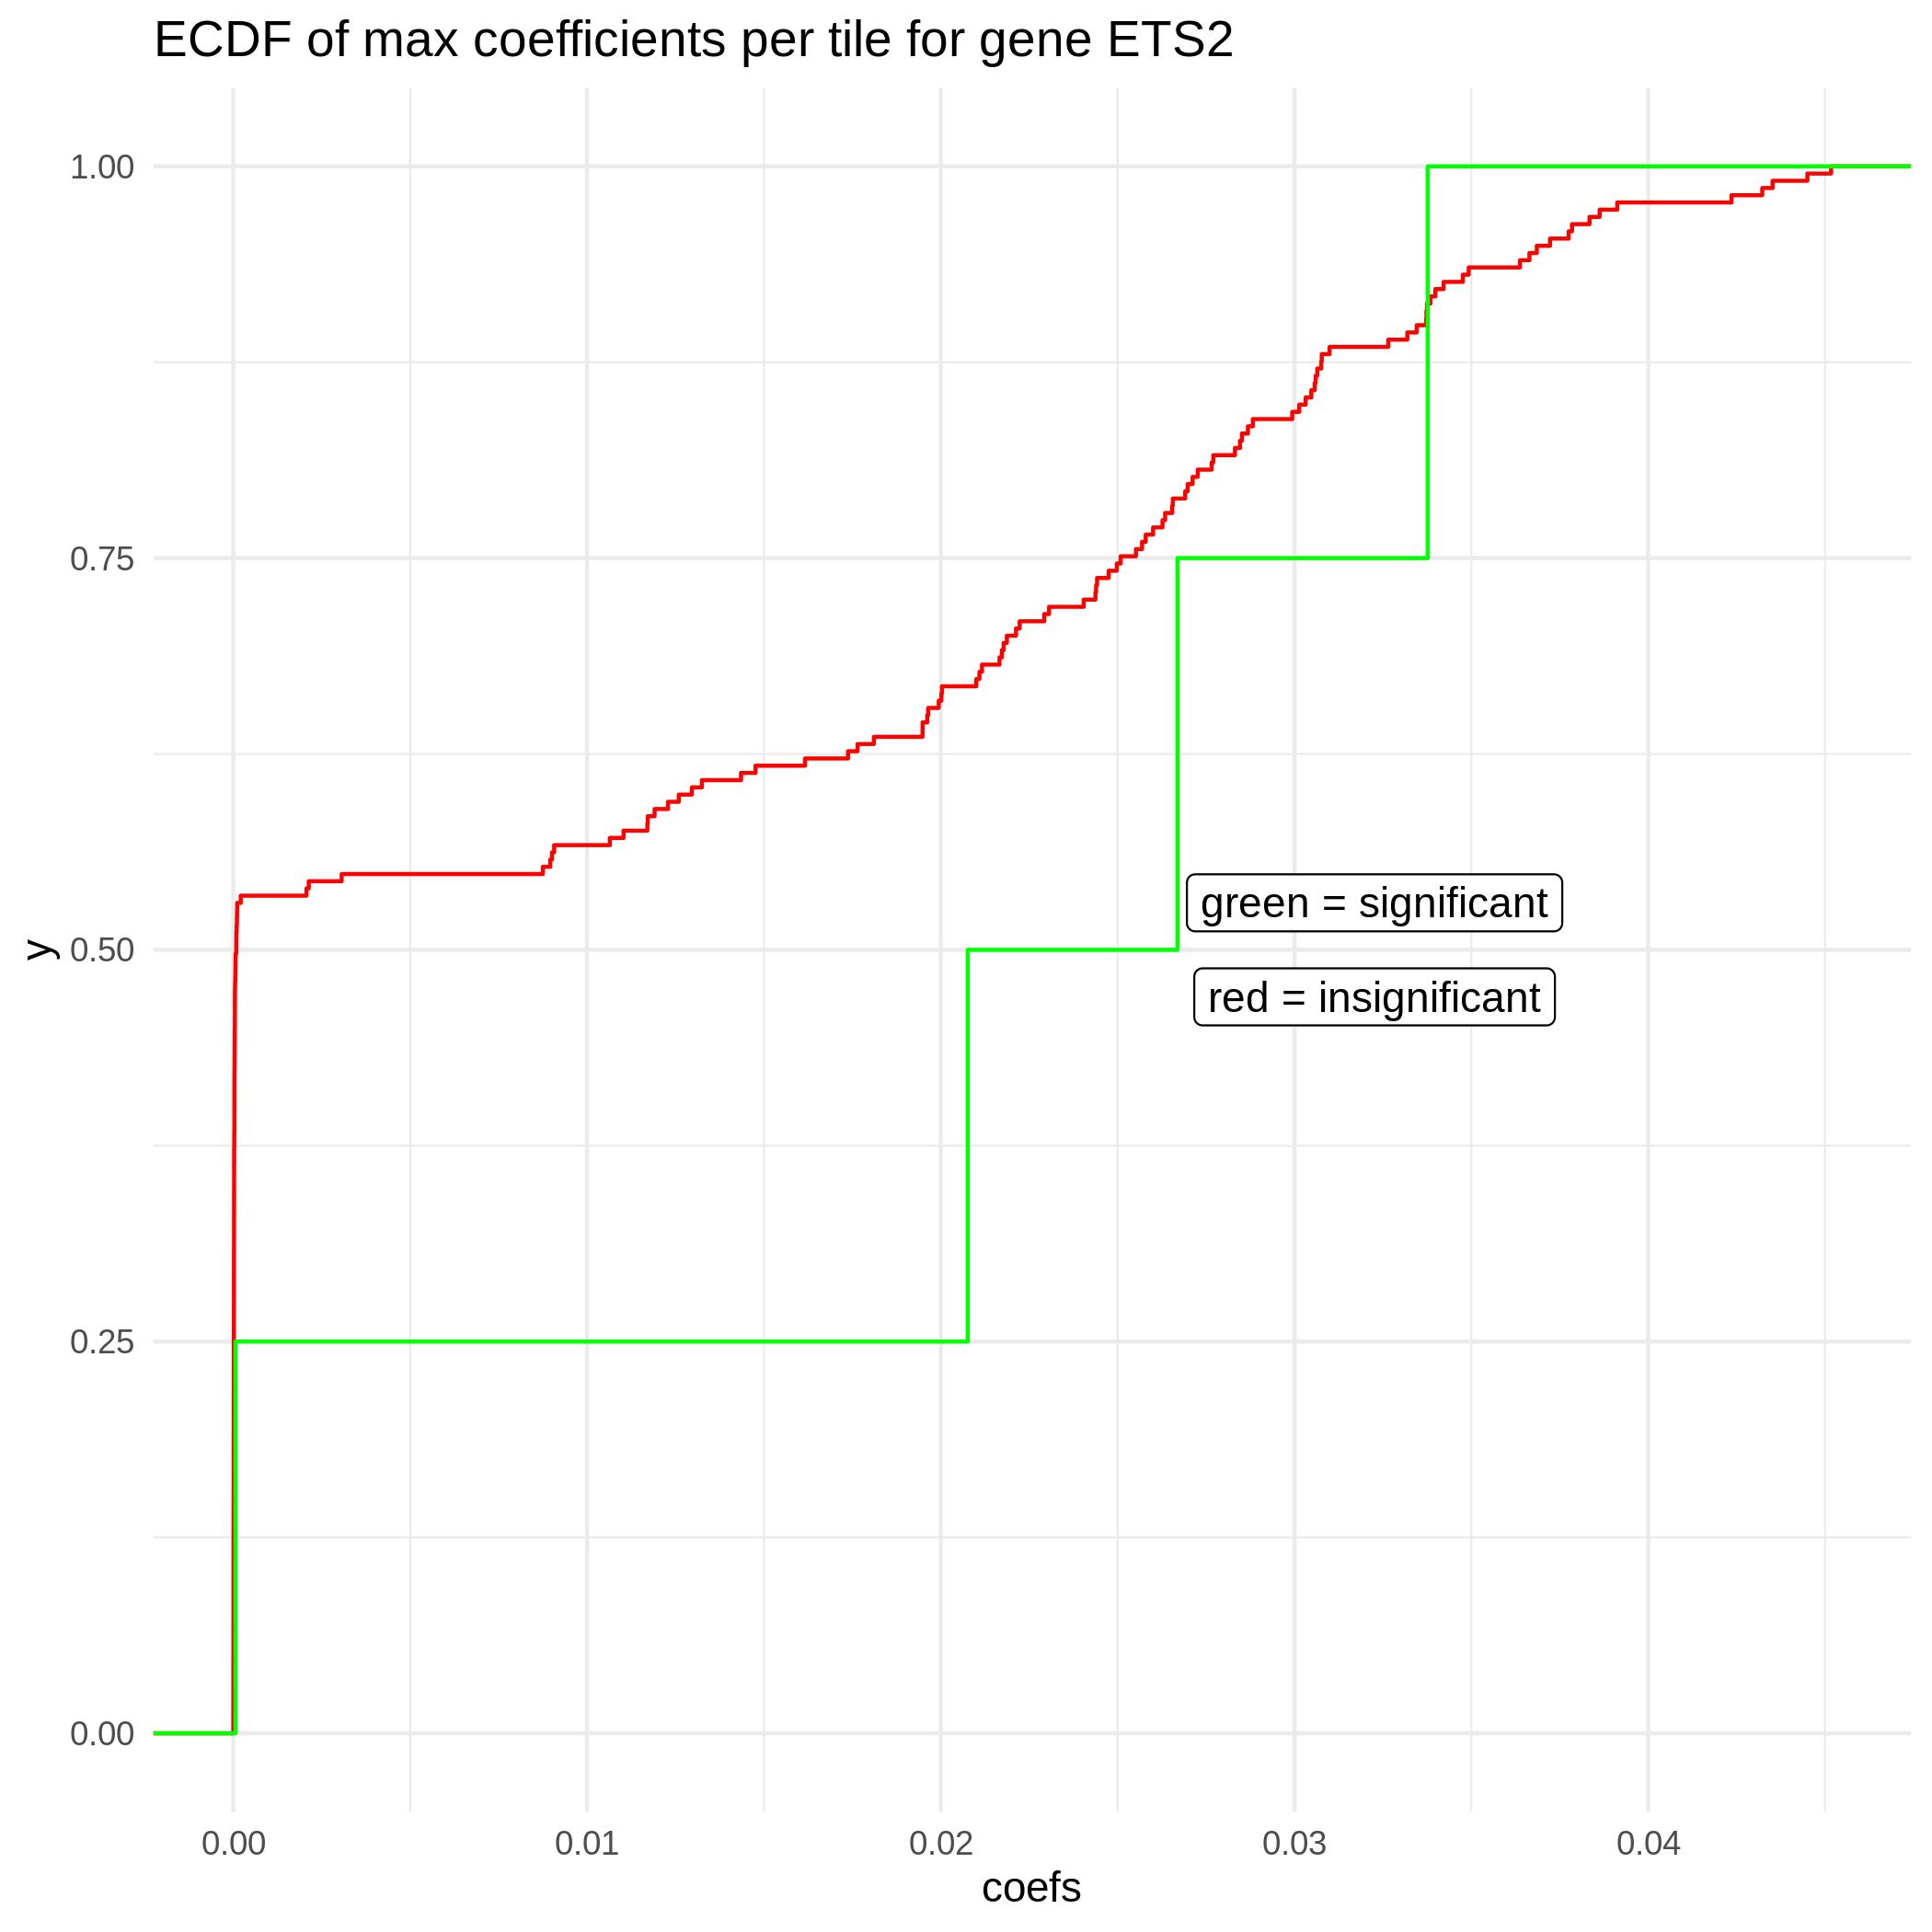 ECDF of max coefficients per tile for gene ETS2
1.00
0.75
0.50
0.25
0.00
y
green = significant
red = insignificant
0.00 0.01 0.02 0.03 0.04
coefs